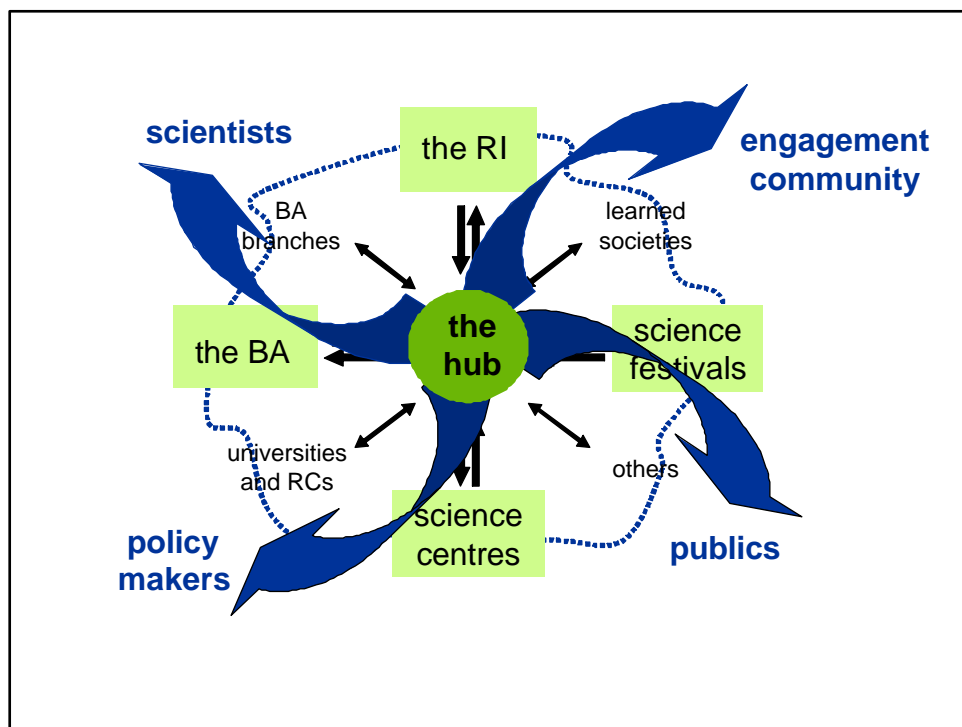 scientists
the RI
engagement
community
BA
branches
learned
societies
the BA
the
hub
science
festivals
universities
and RCs
others
policy
makers
science
centres
publics